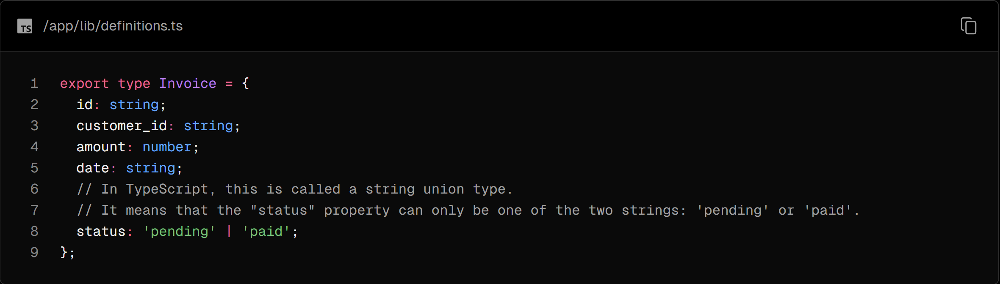 TS /app/lib/definitions.ts
1 export type Invoice = {
2   id: string;
3   customer_id: string;
4   amount: number;
5   date: string;
6   // In TypeScript, this is called a string union type.
7   // It means that the "status" property can only be one of the two strings: 'pending' or 'paid'.
8   status: 'pending' | 'paid';
9 };